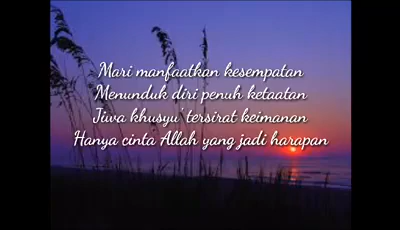 Mari manfaatkan kesempatan
Menunduk diri penuh ketaatan
Jiwa khusyu' tersirat keimanan
Hanya cinta Allah yang jadi harapan